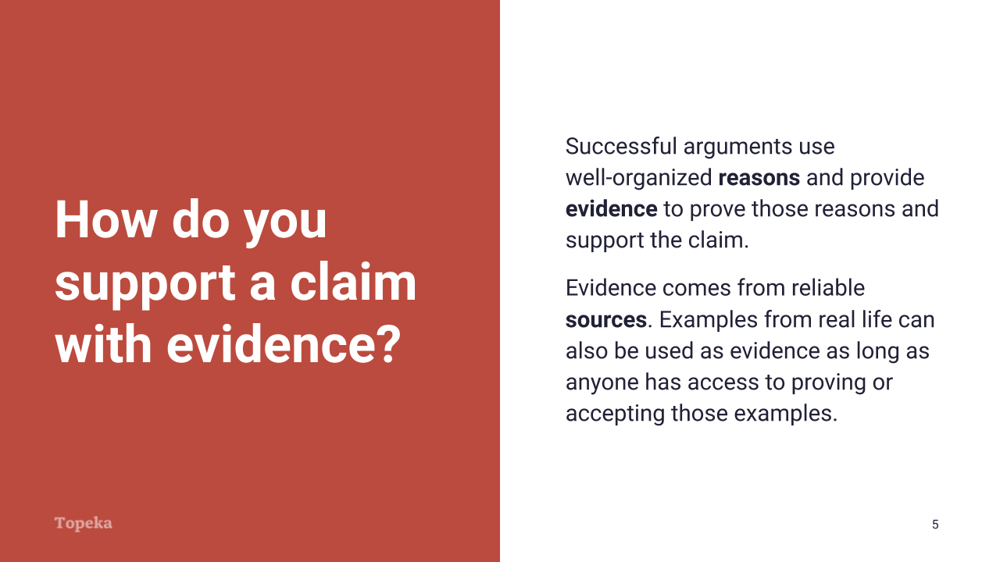 How do you
support a claim
with evidence?
Topeka
Successful arguments use
well-organized reasons and provide
evidence to prove those reasons and
support the claim.
Evidence comes from reliable
sources. Examples from real life can
also be used as evidence as long as
anyone has access to proving or
accepting those examples.
5